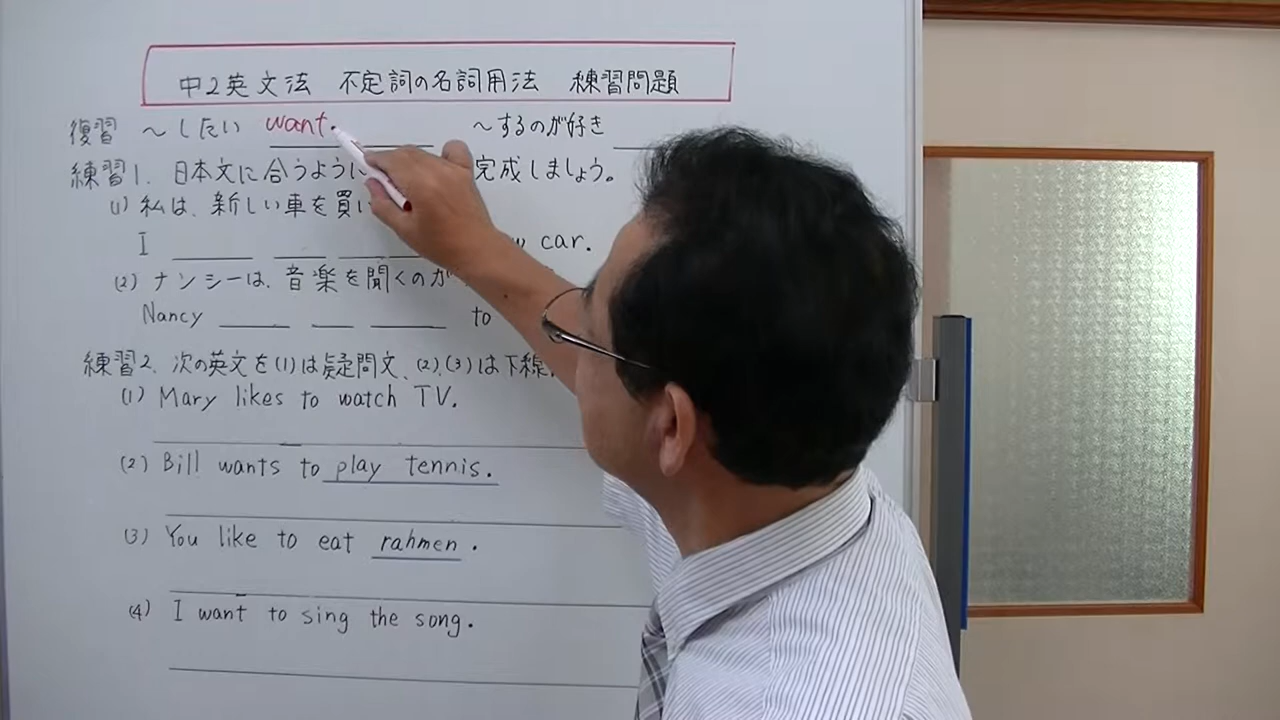 中2英文法 不定詞の名詞用法 練習問題
復習 ～したい want ～するのが好き
練習1. 日本文に合うように 完成しましょう。
(1) 私は、新しい車を買い
I car.
(2) ナンシーは、音楽を聞くのが
Nancy to
練習2. 次の英文を(1)は疑問文、(2),(3)は下線
(1) Mary likes to watch TV.
(2) Bill wants to play tennis.
(3) You like to eat rahmen.
(4) I want to sing the song.